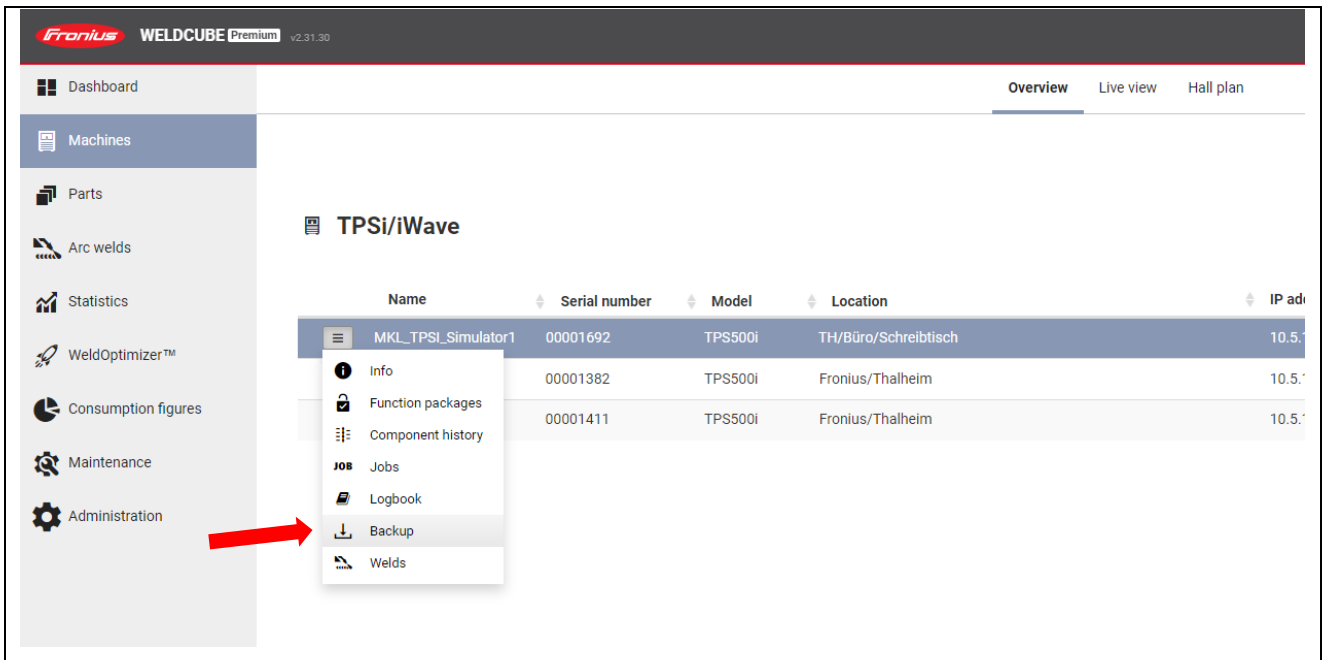 Fronius WELDCUBE Premium v2.31.30
Dashboard
Overview Live view Hall plan
Machines
Parts
TPSi/iWave
Arc welds
Statistics
Name Serial number Model Location IP
MKL_TPSI_Simulator1 00001692 TPS500i TH/Büro/Schreibtisch 10.5.
WeldOptimizer™
Info
00001382 TPS500i Fronius/Thalheim 10.5.
Function packages
Consumption figures
00001411 TPS500i Fronius/Thalheim 10.5.
Component history
Maintenance
JOB Jobs
Logbook
Administration
Backup
Welds